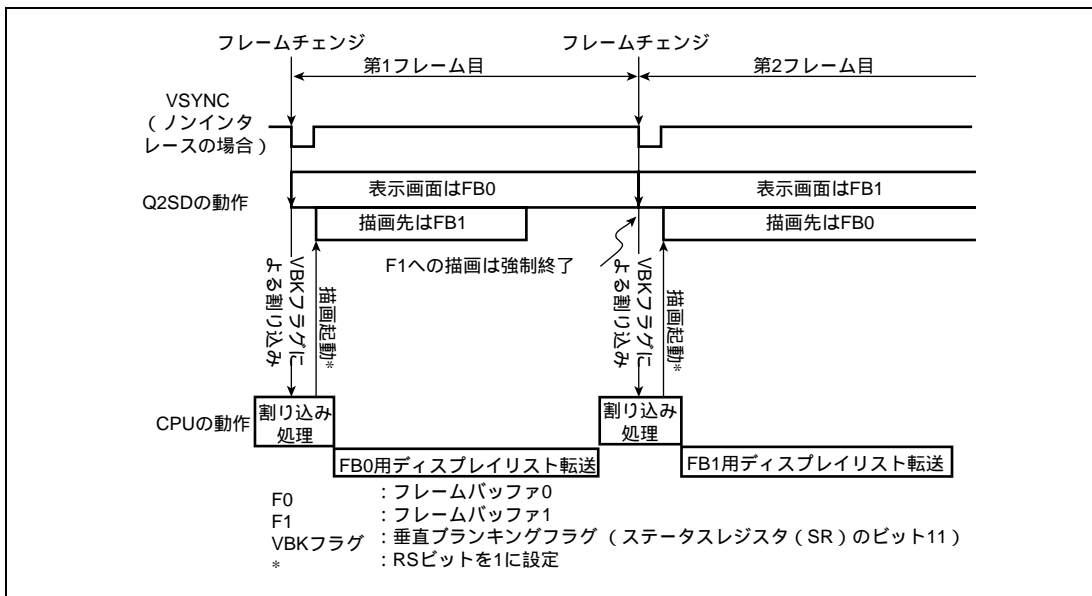 フレームチェンジ
フレームチェンジ
第1フレーム目
第2フレーム目
VSYNC
(ノンインタ
レースの場合)
Q2SDの動作
表示画面はFB0
表示画面はFB1
描画先はFB1
描画先はFB0
F1への描画は強制終了
VBKフラグに
よる割り込み
描画起動*
VBKフラグに
よる割り込み
描画起動*
CPUの動作
割り込み
処理
割り込み
処理
FB0用ディスプレイリスト転送
FB1用ディスプレイリスト転送
F0 :フレームバッファ0
F1 :フレームバッファ1
VBKフラグ :垂直ブランキングフラグ(ステータスレジスタ(SR)のビット11)
* :RSビットを1に設定